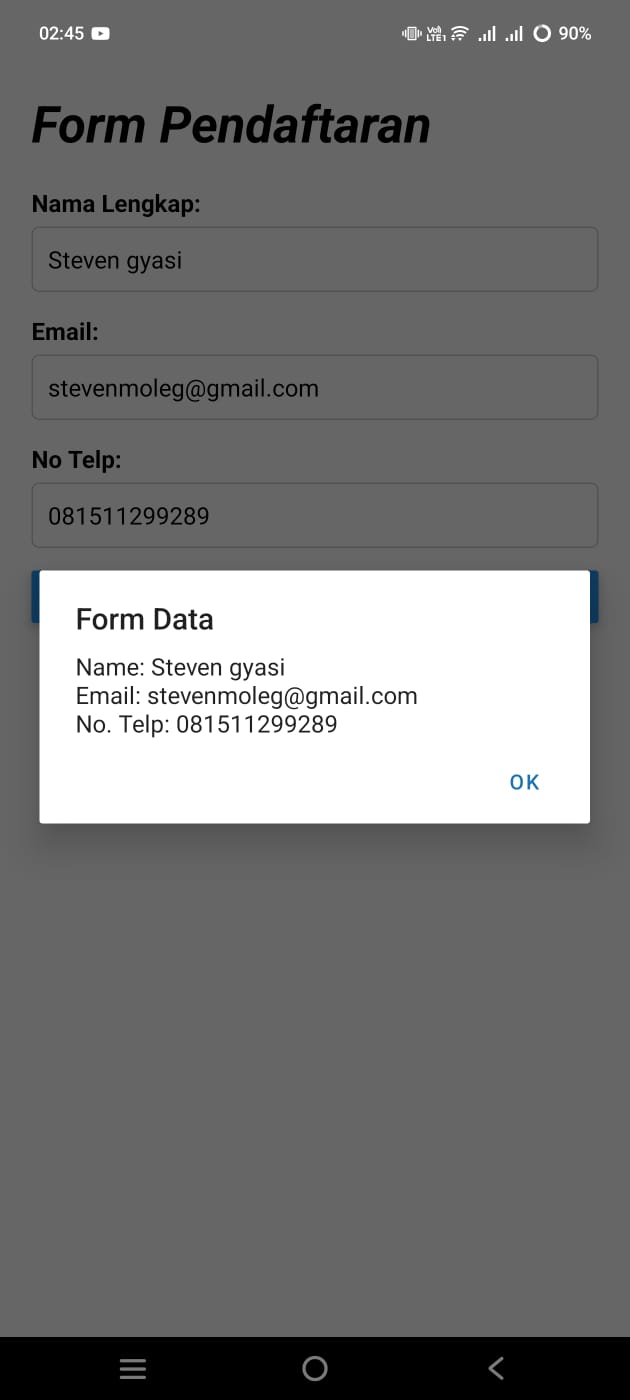 02:45
Vo)) LTE1
90%
Form Pendaftaran
Nama Lengkap:
Steven gyasi
Email:
stevenmoleg@gmail.com
No Telp:
081511299289
Form Data
Name: Steven gyasi
Email: stevenmoleg@gmail.com
No. Telp: 081511299289
OK